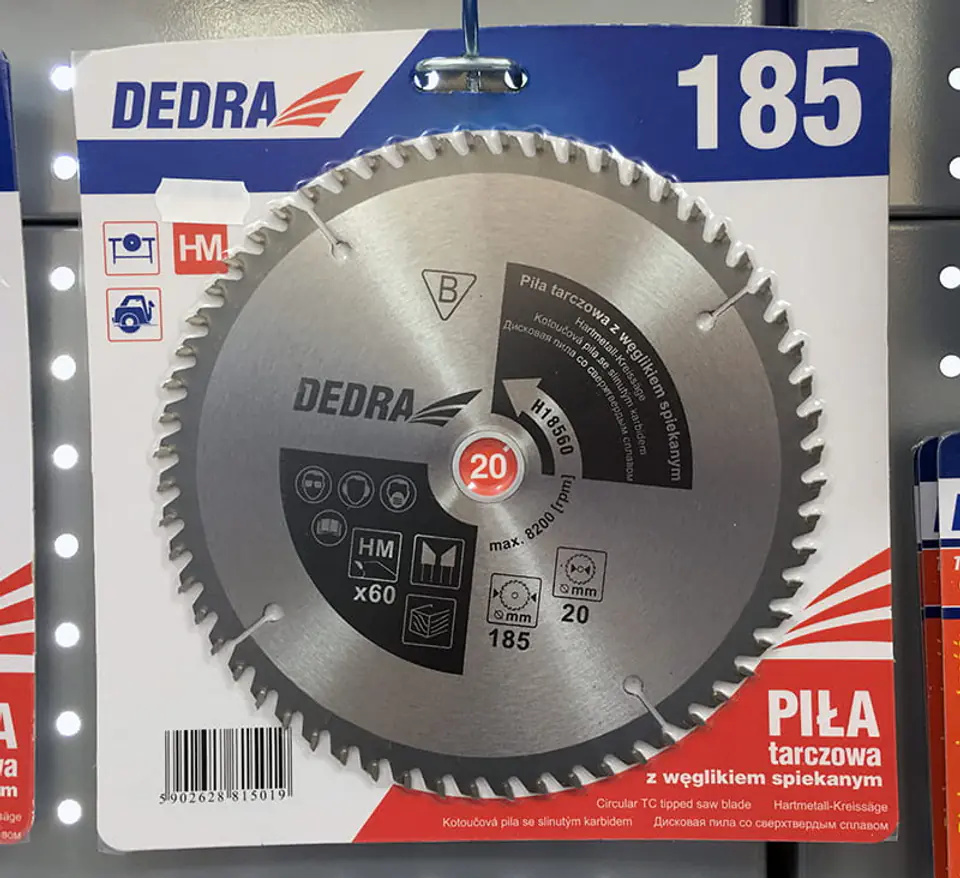 DEDRA
185
HM
B
Piła tarczowa z węglikiem spiekanym
Hartmetall-Kreissäge
Kotoučová pila se slinutým karbidem
Дисковая пила со сверхтвердым сплавом
DEDRA
H18560
20
max. 8200 [rpm]
HM
x60
⌀mm
185
⌀mm
20
PIŁA
tarczowa
z węglikiem spiekanym
5902628815019
Circular TC tipped saw blade Hartmetall-Kreissäge
Kotoučová pila se slinutým karbidem Дисковая пила со сверхтвердым сплавом